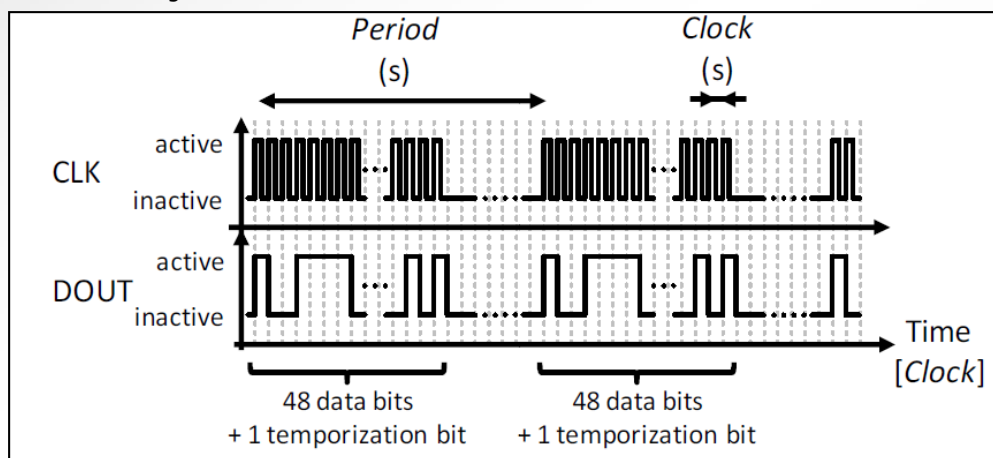 Period
(s)
Clock
(s)
CLK
active
inactive
DOUT
active
inactive
Time
[Clock]
48 data bits
+ 1 temporization bit
48 data bits
+ 1 temporization bit